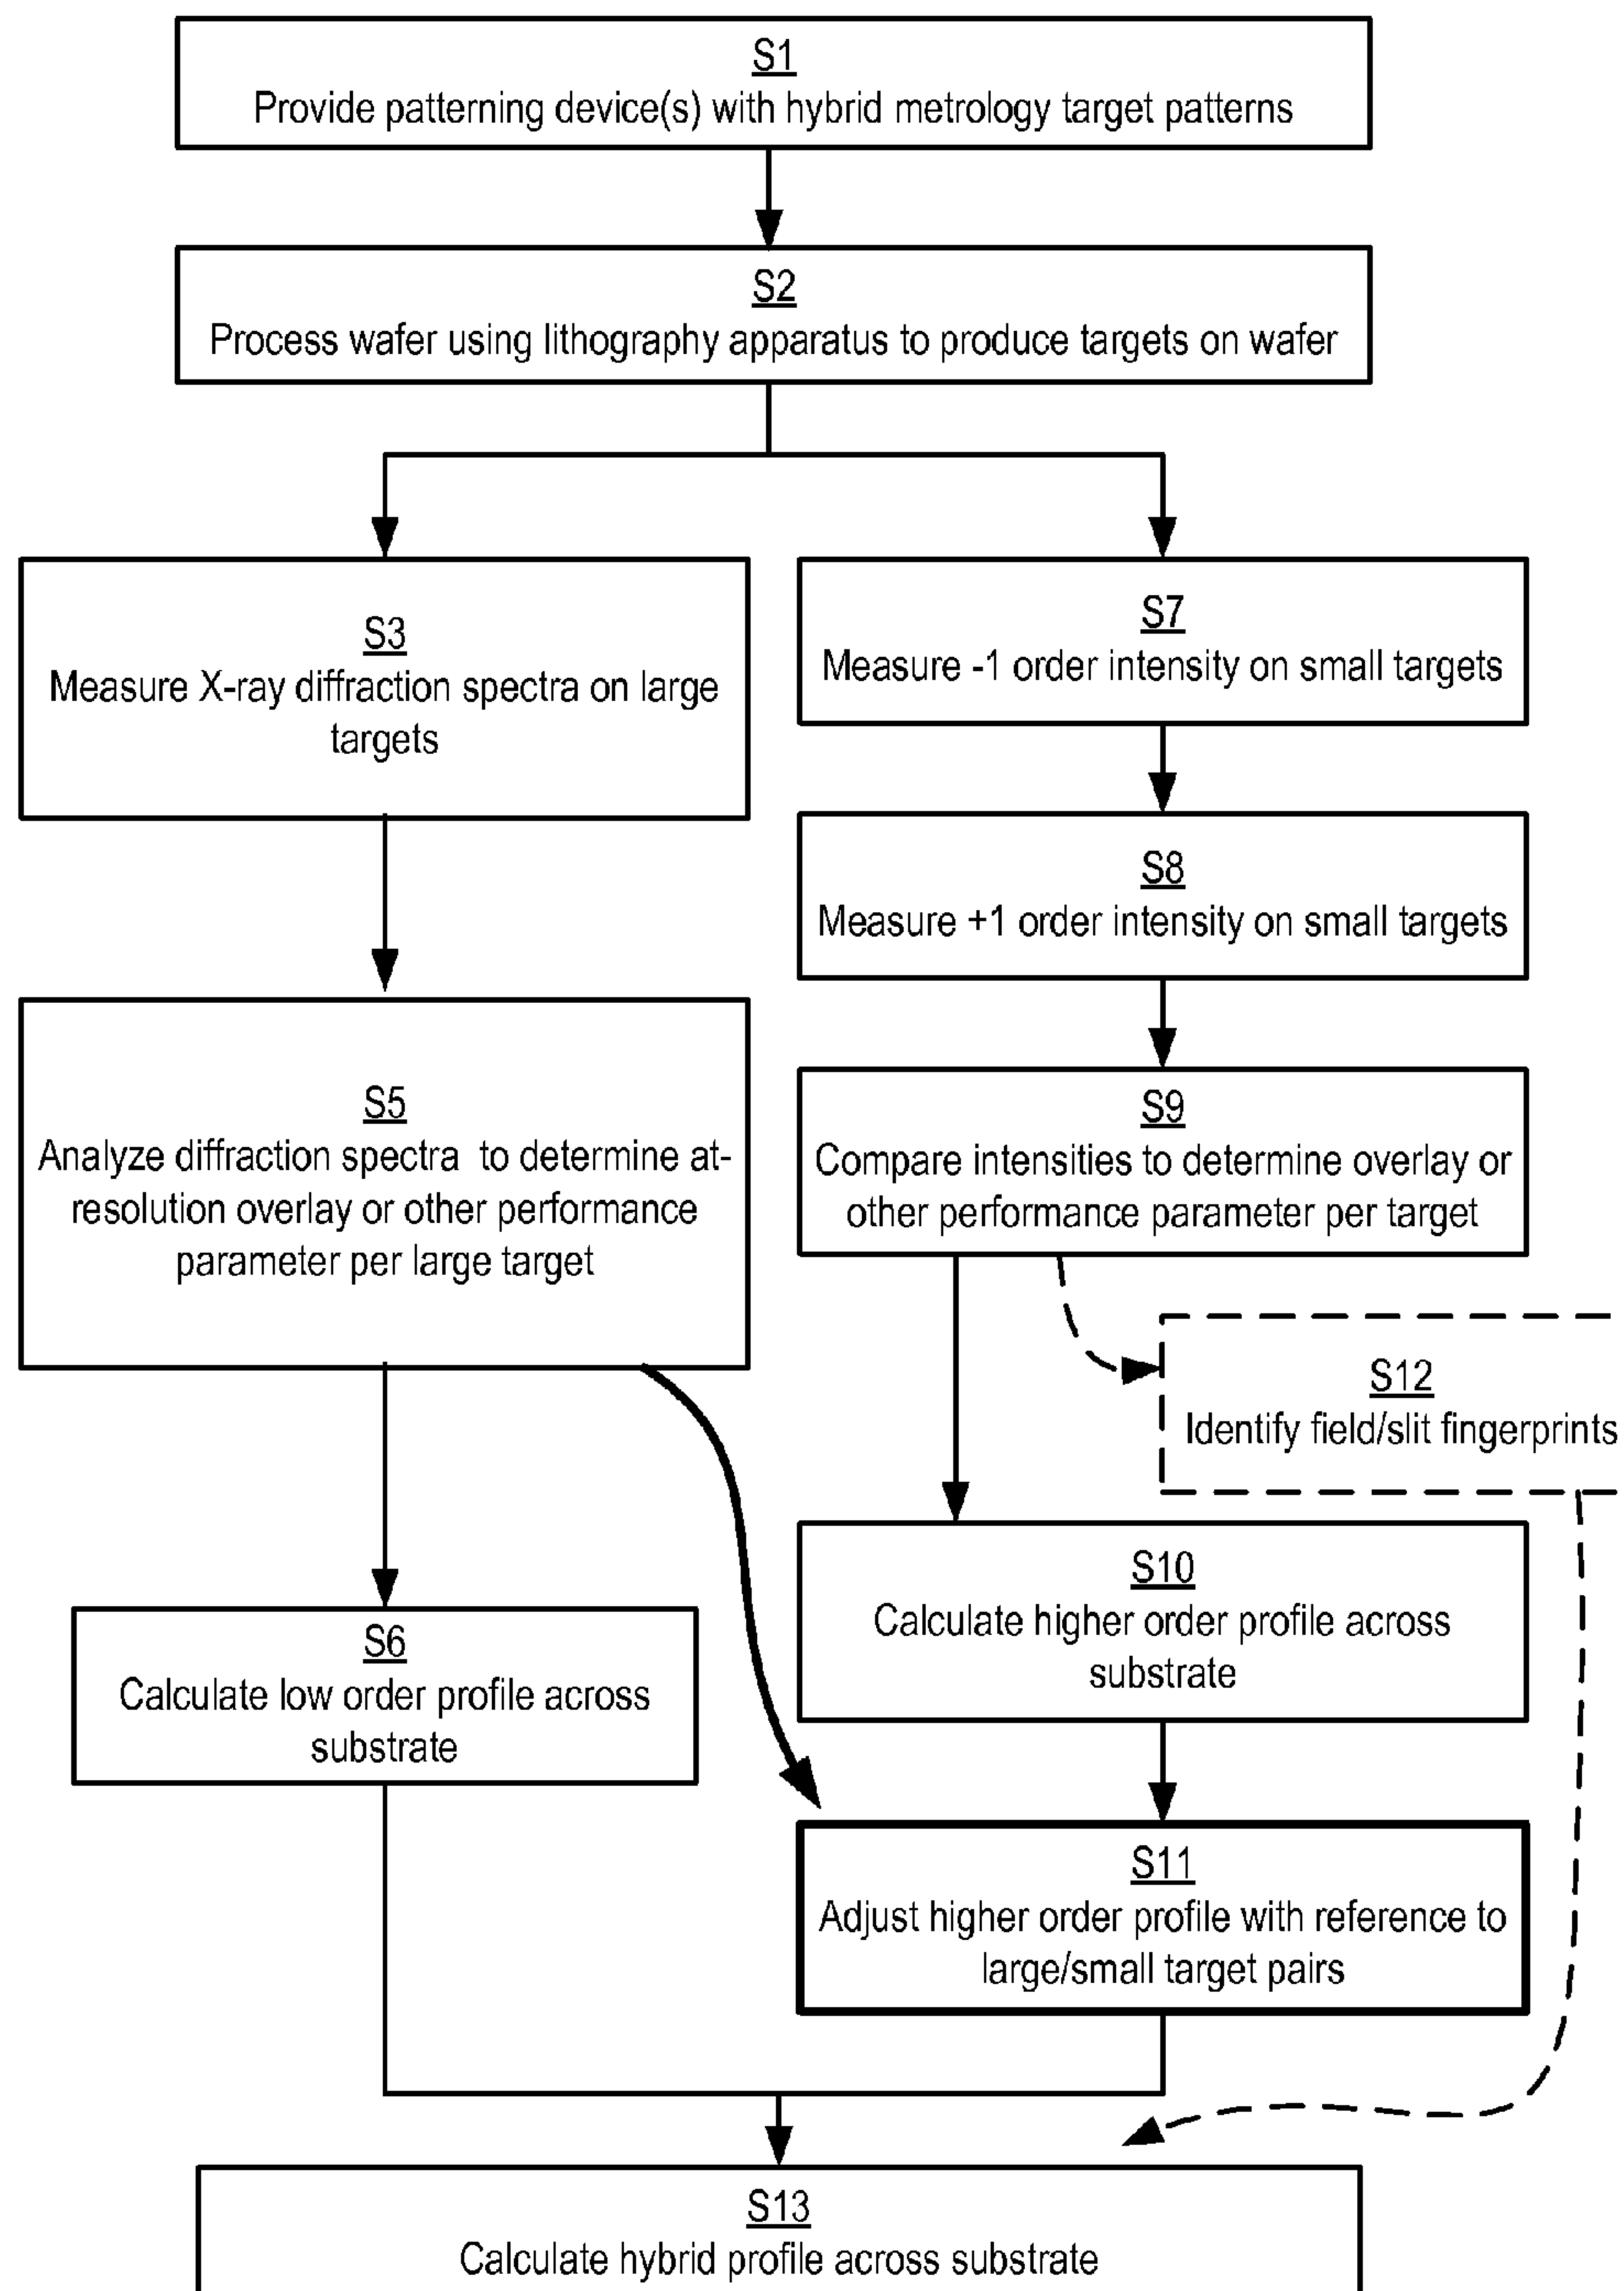 S1
Provide patterning device(s) with hybrid metrology target patterns
S2
Process wafer using lithography apparatus to produce targets on wafer
S3
Measure X-ray diffraction spectra on large
targets
S5
Analyze diffraction spectra to determine at-
resolution overlay or other performance
parameter per large target
S6
Calculate low order profile across
substrate
S7
Measure -1 order intensity on small targets
S8
Measure +1 order intensity on small targets
S9
Compare intensities to determine overlay or
other performance parameter per target
S12
Identify field/slit fingerprints
S10
Calculate higher order profile across
substrate
S11
Adjust higher order profile with reference to
large/small target pairs
S13
Calculate hybrid profile across substrate